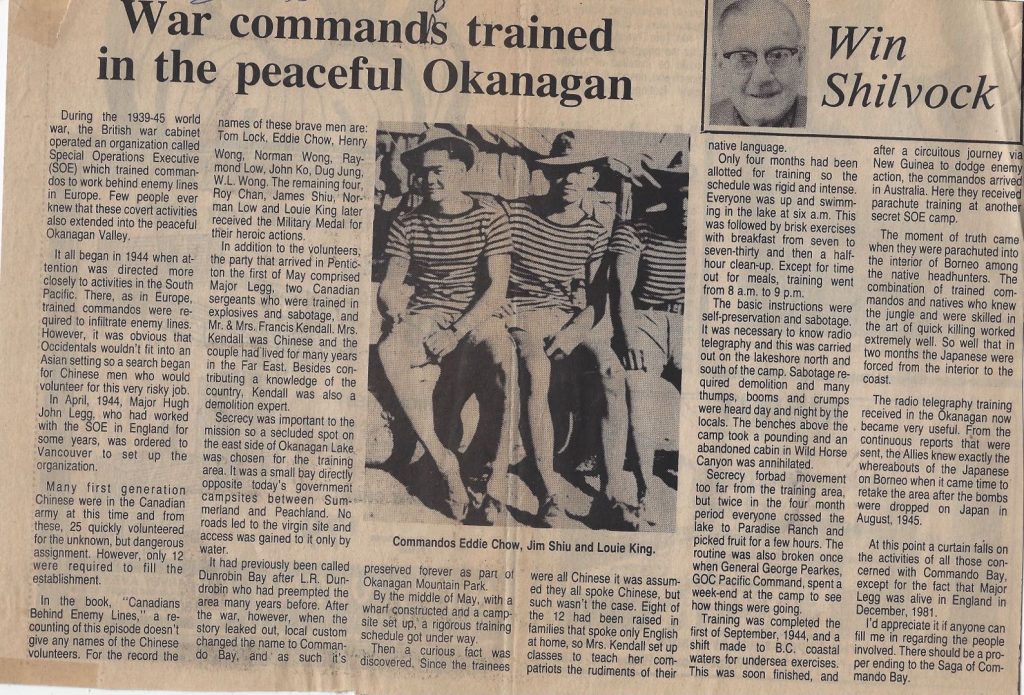 War commands trained
in the peaceful Okanagan
Win
Shilvock
During the 1939-45 world
war, the British war cabinet
operated an organization called
Special Operations Executive
(SOE) which trained comman-
dos to work behind enemy lines
in Europe. Few people ever
knew that these covert activities
also extended into the peaceful
Okanagan Valley.
It all began in 1944 when at-
tention was directed more
closely to activities in the South
Pacific. There, as in Europe,
trained commandos were re-
quired to infiltrate enemy lines.
However, it was obvious that
Occidents wouldn't fit into an
Asian setting so a search began
for Chinese men who would
volunteer for this very risky job.
In April, 1944, Major Hugh
John Legg, who had worked
with the SOE in England for
some years, was ordered to
Vancouver to set up the
organization.
Many first generation
Chinese were in the Canadian
army at this time and from
these, 25 quickly volunteered
for the unknown, but dangerous
assignment. However, only 12
were required to fill the
establishment.
In the book, "Canadians
Behind Enemy Lines," a re-
counting of this episode doesn't
give any names of the Chinese
volunteers. For the record the
names of these brave men are:
Tom Lock, Eddie Chow, Henry
Wong, Norman Wong, Ray-
mond Low, John Ko, Dug Jung,
W.L. Wong. The remaining four,
Roy Chan, James Shiu, Nor-
man Low and Louie King later
received the Military Medal for
their heroic actions.
In addition to the volunteers,
the party that arrived in Pentic-
ton the first of May comprised
Major Legg, two Canadian
sergeants who were trained in
explosives and sabotage, and
Mr. & Mrs. Francis Kendall. Mrs.
Kendall was Chinese and the
couple had lived for many years
in the Far East. Besides con-
tributing a knowledge of the
country, Kendall was also a
demolition expert.
Secrecy was important to the
mission so a secluded spot on
the east side of Okanagan Lake
was chosen for the training
area. It was a small bay directly
opposite today's government
campsites between Sum-
merland and Peachland. No
roads led to the virgin site and
access was gained to it only by
water.
It had previously been called
Dunrobin Bay after L.R. Dun-
drobin who had preempted the
area many years before. After
the war, however, when the
story leaked out, local custom
changed the name to Comman-
do Bay, and as such it's
Commandos Eddie Chow, Jim Shiu and Louie King.
preserved forever as part of
Okanagan Mountain Park.
By the middle of May, with a
wharf constructed and a camp-
site set up, a rigorous training
schedule got under way.
Then a curious fact was
discovered. Since the trainees
were all Chinese it was assum-
ed they all spoke Chinese, but
such wasn't the case. Eight of
the 12 had been raised in
families that spoke only English
at home, so Mrs. Kendall set up
classes to teach her com-
patriots the rudiments of their
native language.
Only four months had been
allotted for training so the
schedule was rigid and intense.
Everyone was up and swimm-
ing in the lake at six a.m. This
was followed by brisk exercises
with breakfast from seven to
seven-thirty and then a half-
hour clean-up. Except for time
out for meals, training went
from 8 a.m. to 9 p.m.
The basic instructions were
self-preservation and sabotage.
It was necessary to know radio
telegraphy and this was carried
out on the lakeshore north and
south of the camp. Sabotage re-
quired demolition and many
thumps, booms and crumps
were heard day and night by the
locals. The benches above the
camp took a pounding and an
abandoned cabin in Wild Horse
Canyon was annihilated.
Secrecy forbad movement
too far from the training area,
but twice in the four month
period everyone crossed the
lake to Paradise Ranch and
picked fruit for a few hours. The
routine was also broken once
when General George Pearkes,
GOC Pacific Command, spent a
week-end at the camp to see
how things were going.
Training was completed the
first of September, 1944, and a
shift made to B.C. coastal
waters for undersea exercises.
This was soon finished, and
after a circuitous journey via
New Guinea to dodge enemy
action, the commandos arrived
in Australia. Here they received
parachute training at another
secret SOE camp.
The moment of truth came
when they were parachuted into
the interior of Borneo among
the native headhunters. The
combination of trained com-
mandos and natives who knew
the jungle and were skilled in
the art of quick killing worked
extremely well. So well that in
two months the Japanese were
forced from the interior to the
coast.
The radio telegraphy training
received in the Okanagan now
became very useful. From the
continuous reports that were
sent, the Allies knew exactly the
whereabouts of the Japanese
on Borneo when it came time to
retake the area after the bombs
were dropped on Japan in
August, 1945.
At this point a curtain falls on
the activities of all those con-
cerned with Commando Bay,
except for the fact that Major
Legg was alive in England in
December, 1981.
I'd appreciate it if anyone can
fill me in regarding the people
involved. There should be a pro-
per ending to the Saga of Com-
mando Bay.